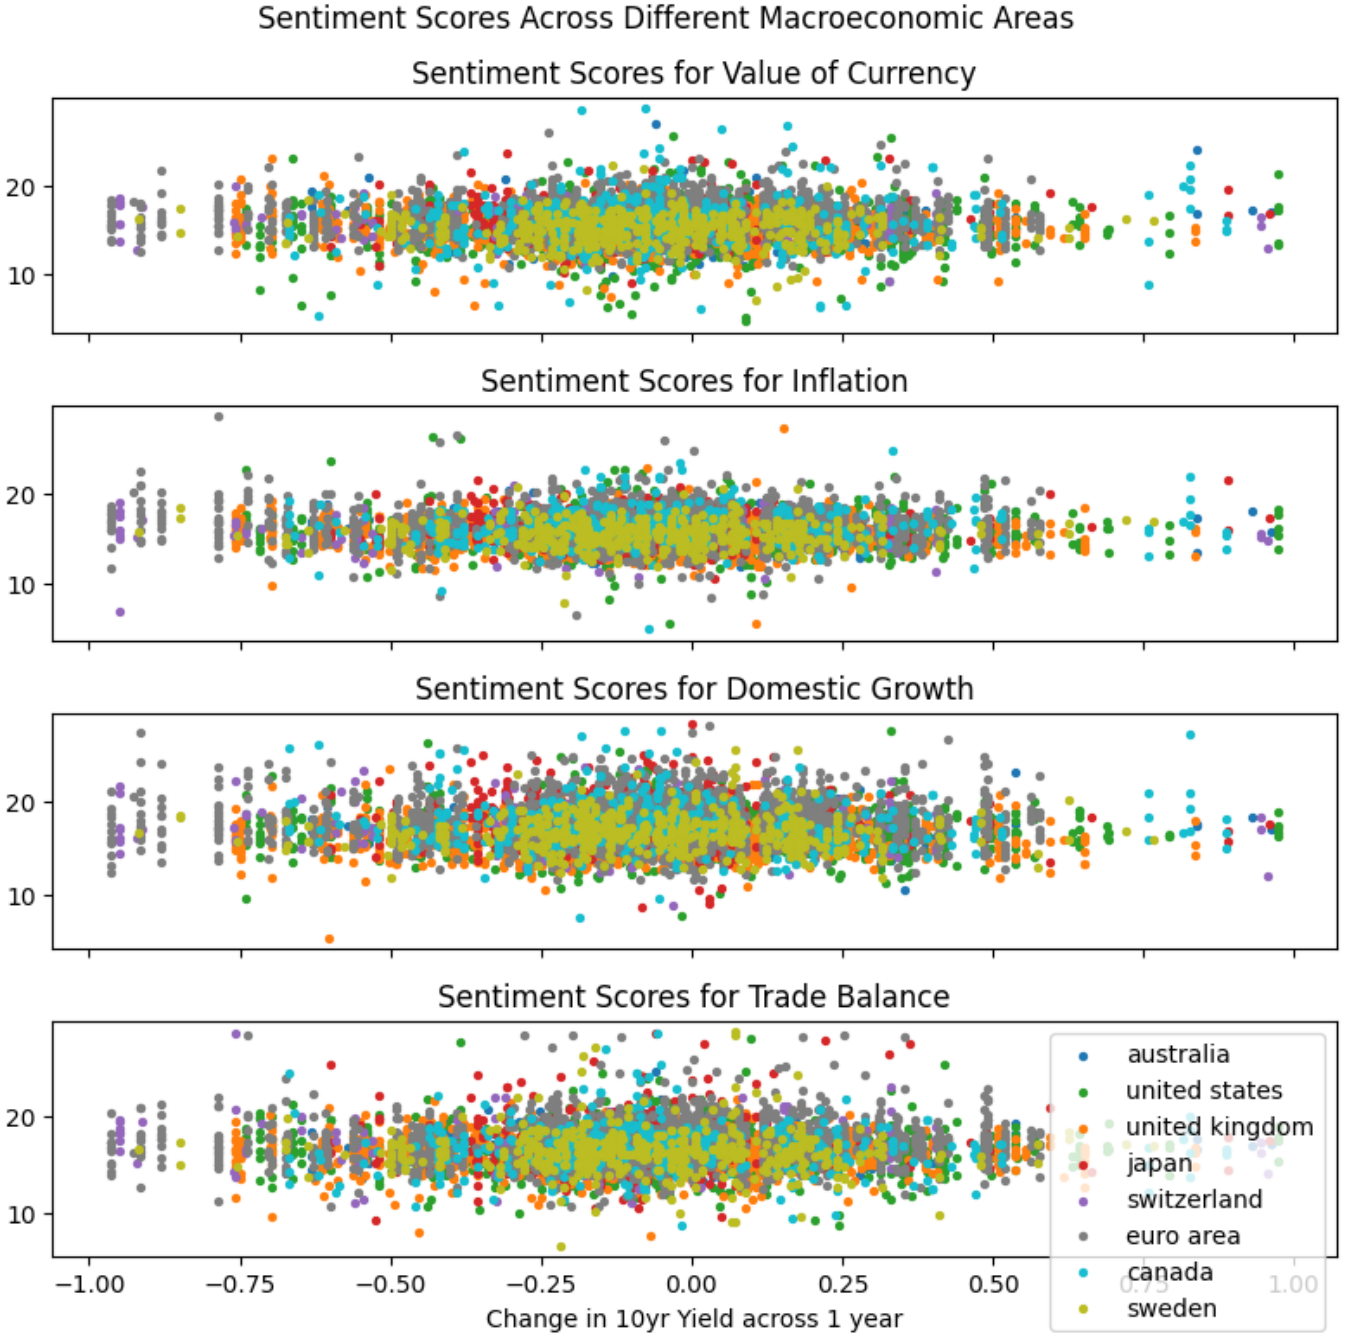 Sentiment Scores Across Different Macroeconomic Areas
Sentiment Scores for Value of Currency
20
10
Sentiment Scores for Inflation
20
10
Sentiment Scores for Domestic Growth
20
10
Sentiment Scores for Trade Balance
20
10
australia
united states
united kingdom
japan
switzerland
euro area
canada
sweden
−1.00 −0.75 −0.50 −0.25 0.00 0.25 0.50 0.75 1.00
Change in 10yr Yield across 1 year